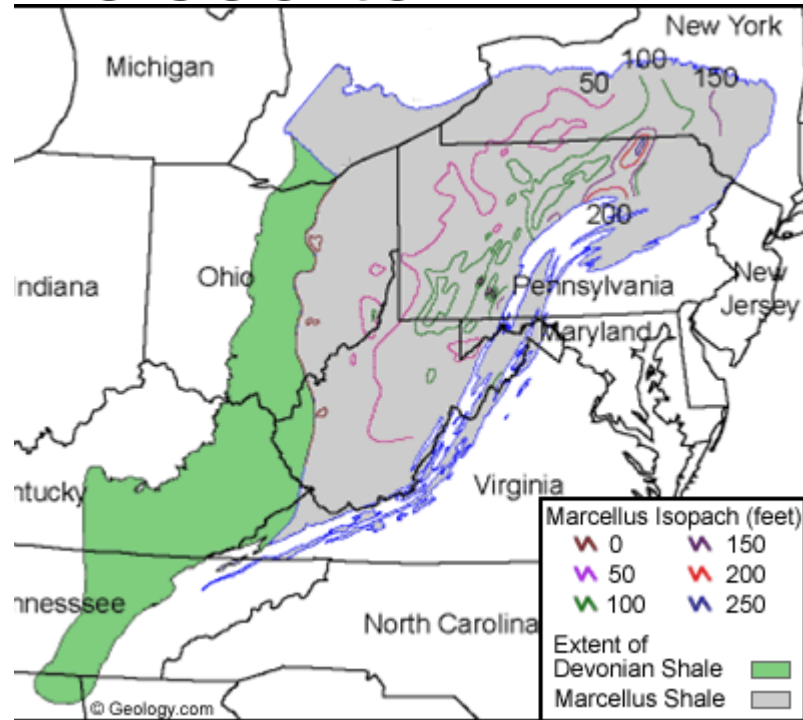 New York
Michigan
100
50
150
200
Ohio
ndiana
Pennsylvania
New
Jersey
Maryland
ntucky
Virginia
nnesssee
North Carolina
Marcellus Isopach (feet)
0 150
50 200
100 250
Extent of
Devonian Shale
Marcellus Shale
© Geology.com